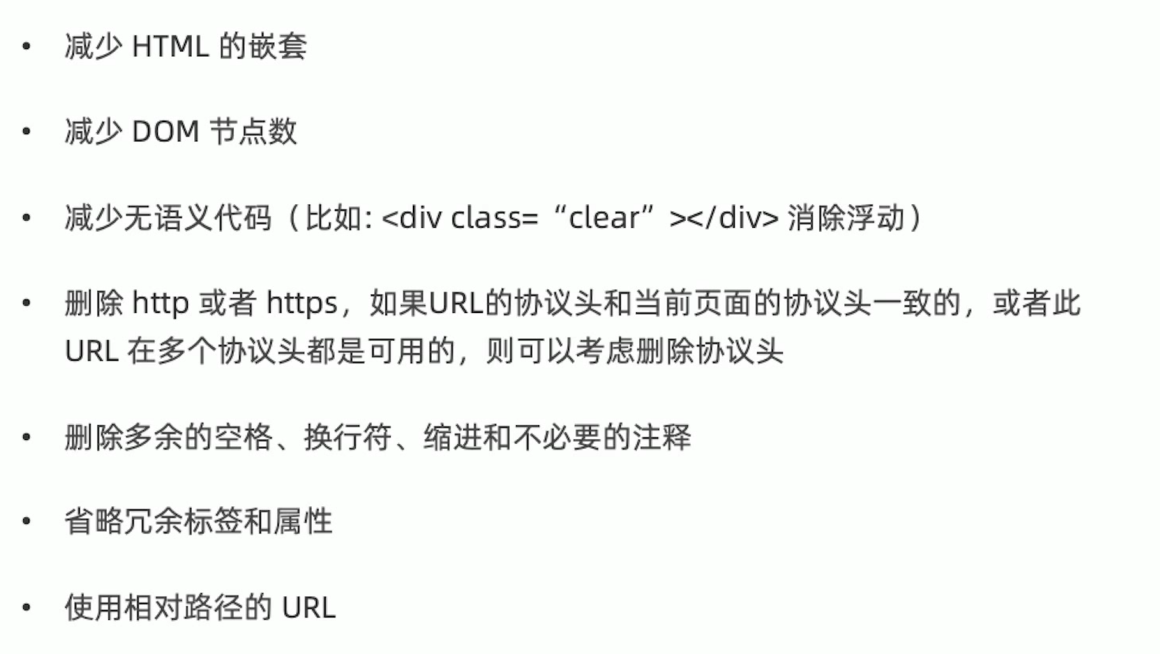 • 减少 HTML 的嵌套
• 减少 DOM 节点数
• 减少无语义代码（比如: <div class=“clear”></div> 消除浮动）
• 删除 http 或者 https，如果URL的协议头和当前页面的协议头一致的，或者此
URL 在多个协议头都是可用的，则可以考虑删除协议头
• 删除多余的空格、换行符、缩进和不必要的注释
• 省略冗余标签和属性
• 使用相对路径的 URL